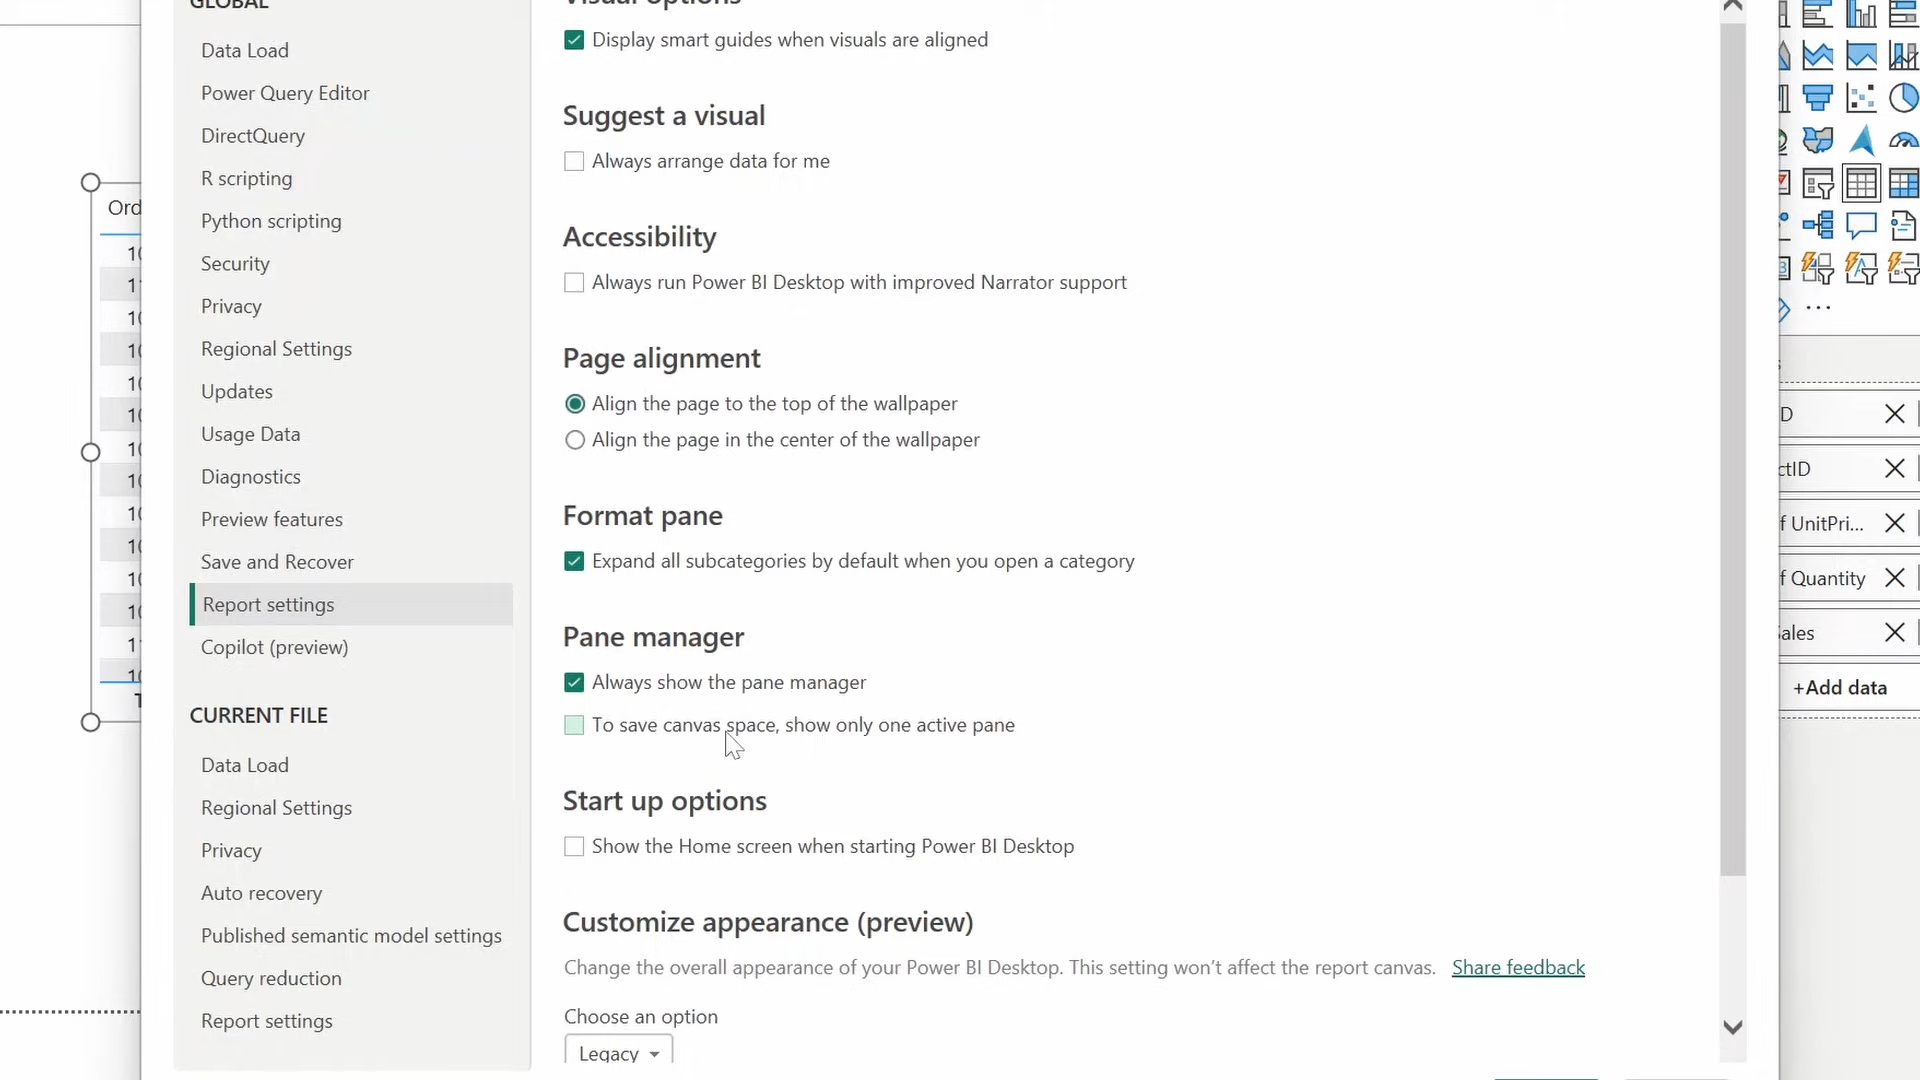 GLOBAL
Data Load
Power Query Editor
DirectQuery
R scripting
Python scripting
Security
Privacy
Regional Settings
Updates
Usage Data
Diagnostics
Preview features
Save and Recover
Report settings
Copilot (preview)
CURRENT FILE
Data Load
Regional Settings
Privacy
Auto recovery
Published semantic model settings
Query reduction
Report settings
Visual options
Display smart guides when visuals are aligned
Suggest a visual
Always arrange data for me
Accessibility
Always run Power BI Desktop with improved Narrator support
Page alignment
Align the page to the top of the wallpaper
Align the page in the center of the wallpaper
Format pane
Expand all subcategories by default when you open a category
Pane manager
Always show the pane manager
To save canvas space, show only one active pane
Start up options
Show the Home screen when starting Power BI Desktop
Customize appearance (preview)
Change the overall appearance of your Power BI Desktop. This setting won't affect the report canvas. Share feedback
Choose an option
Legacy
Ord
D
ctID
f UnitPri...
f Quantity
Sales
+Add data